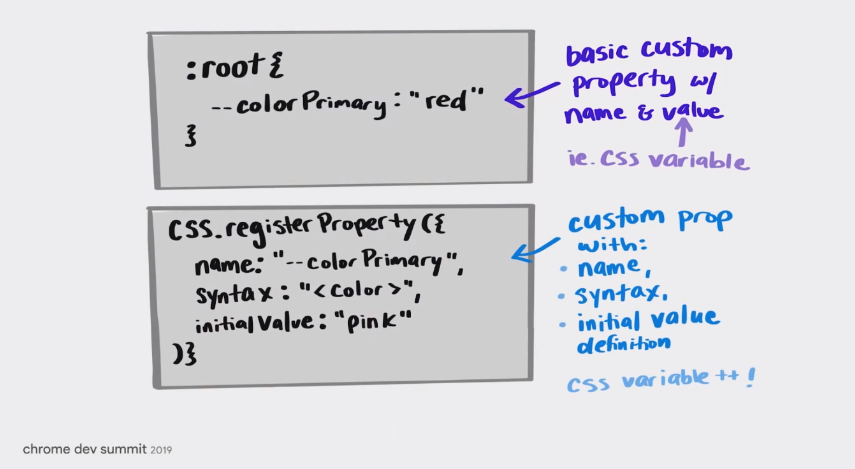 :root{
--colorPrimary: "red"
}
basic custom
property w/
name & value
ie. CSS variable
CSS.registerProperty({
name: "--colorPrimary",
syntax: "<color>",
initialValue: "pink"
)}
custom prop
with:
• name,
• syntax,
• initial value
definition
css variable ++!
chrome dev summit 2019